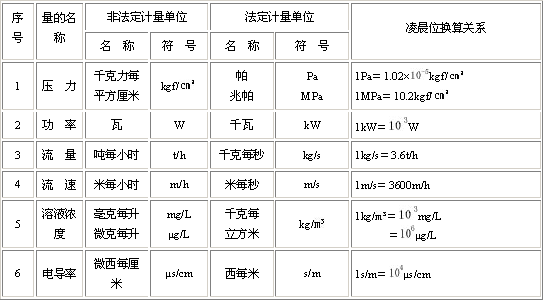 序号 量的名称 非法定计量单位 法定计量单位 凌晨位换算关系
名 称 符 号 名 称 符 号
1 压 力 千克力每平方厘米 kgf/cm² 帕 Pa 1Pa=1.02×10⁻⁵kgf/cm²
兆帕 MPa 1MPa=10.2kgf/cm²
2 功 率 瓦 W 千瓦 kW 1kW=10³W
3 流 量 吨每小时 t/h 千克每秒 kg/s 1kg/s=3.6t/h
4 流 速 米每小时 m/h 米每秒 m/s 1m/s=3600m/h
5 溶液浓度 毫克每升 mg/L 千克每立方米 kg/m³ 1kg/m³=10³mg/L
微克每升 μg/L =10⁶μg/L
6 电导率 微西每厘米 μs/cm 西每米 s/m 1s/m=10⁴μs/cm